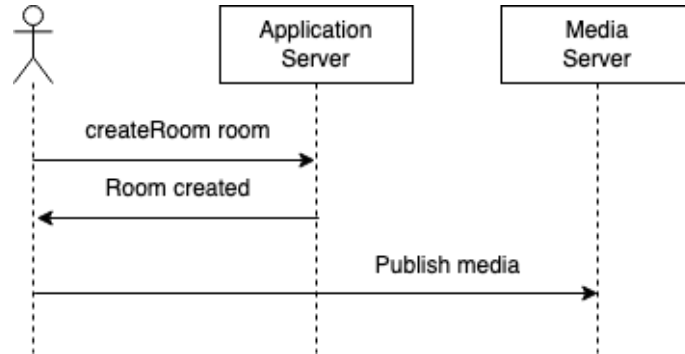 Application
Server
Media
Server
createRoom room
Room created
Publish media